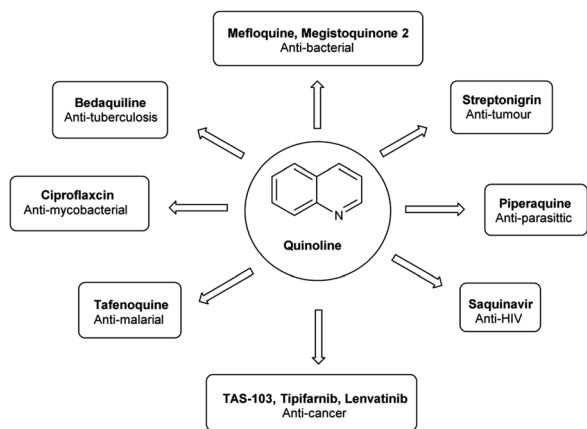 Mefloquine, Megistoquinone 2
Anti-bacterial
Bedaquiline
Anti-tuberculosis
Streptonigrin
Anti-tumour
Ciproflaxcin
Anti-mycobacterial
N
Quinoline
Piperaquine
Anti-parasittic
Tafenoquine
Anti-malarial
Saquinavir
Anti-HIV
TAS-103, Tipifarnib, Lenvatinib
Anti-cancer